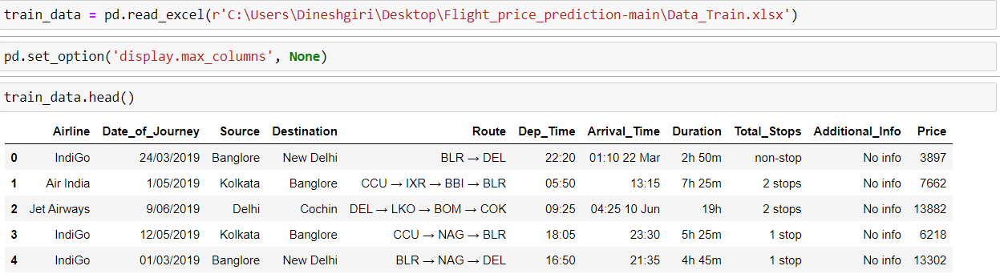 train_data = pd.read_excel(r'C:\Users\Dineshgiri\Desktop\Flight_price_prediction-main\Data_Train.xlsx')
pd.set_option('display.max_columns', None)
train_data.head()
Airline Date_of_Journey Source Destination Route Dep_Time Arrival_Time Duration Total_Stops Additional_Info Price
0 IndiGo 24/03/2019 Banglore New Delhi BLR → DEL 22:20 01:10 22 Mar 2h 50m non-stop No info 3897
1 Air India 1/05/2019 Kolkata Banglore CCU → IXR → BBI → BLR 05:50 13:15 7h 25m 2 stops No info 7662
2 Jet Airways 9/06/2019 Delhi Cochin DEL → LKO → BOM → COK 09:25 04:25 10 Jun 19h 2 stops No info 13882
3 IndiGo 12/05/2019 Kolkata Banglore CCU → NAG → BLR 18:05 23:30 5h 25m 1 stop No info 6218
4 IndiGo 01/03/2019 Banglore New Delhi BLR → NAG → DEL 16:50 21:35 4h 45m 1 stop No info 13302